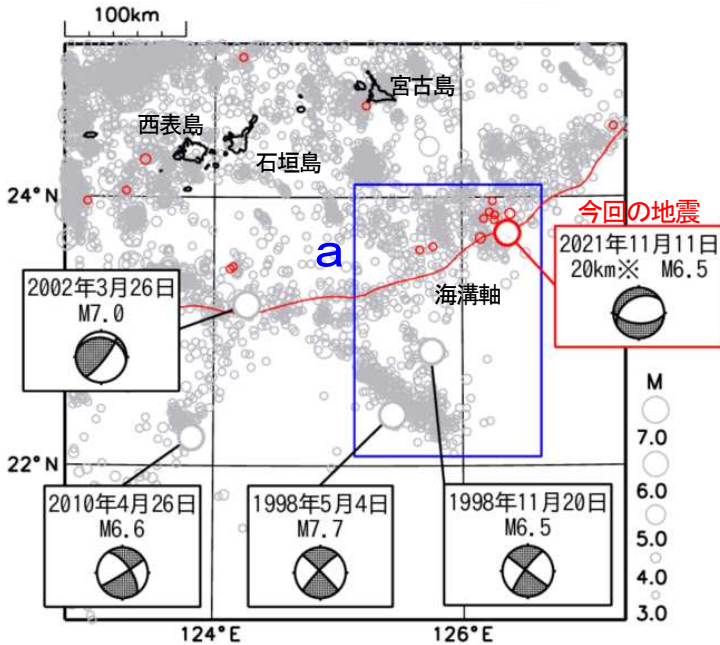 100km
宮古島
西表島
石垣島
24°N
今回の地震
2021年11月11日
20km※ M6.5
a
海溝軸
2002年3月26日
M7.0
M
7.0
6.0
5.0
4.0
3.0
22°N
2010年4月26日
M6.6
1998年5月4日
M7.7
1998年11月20日
M6.5
124°E
126°E